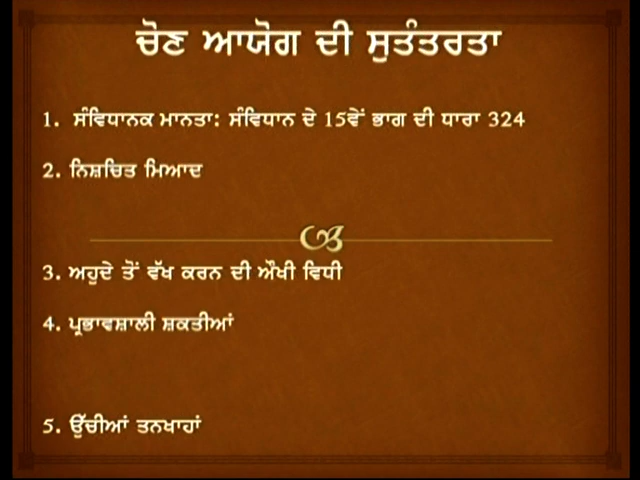 ਚੋਣ ਆਯੋਗ ਦੀ ਸੁਤੰਤਰਤਾ
1. ਸੰਵਿਧਾਨਕ ਮਾਨਤਾ: ਸੰਵਿਧਾਨ ਦੇ 15ਵੇਂ ਭਾਗ ਦੀ ਧਾਰਾ 324
2. ਨਿਸ਼ਚਿਤ ਮਿਆਦ
3. ਅਹੁਦੇ ਤੋਂ ਵੱਖ ਕਰਨ ਦੀ ਔਖੀ ਵਿਧੀ
4. ਪ੍ਰਭਾਵਸ਼ਾਲੀ ਸ਼ਕਤੀਆਂ
5. ਉੱਚੀਆਂ ਤਨਖਾਹਾਂ